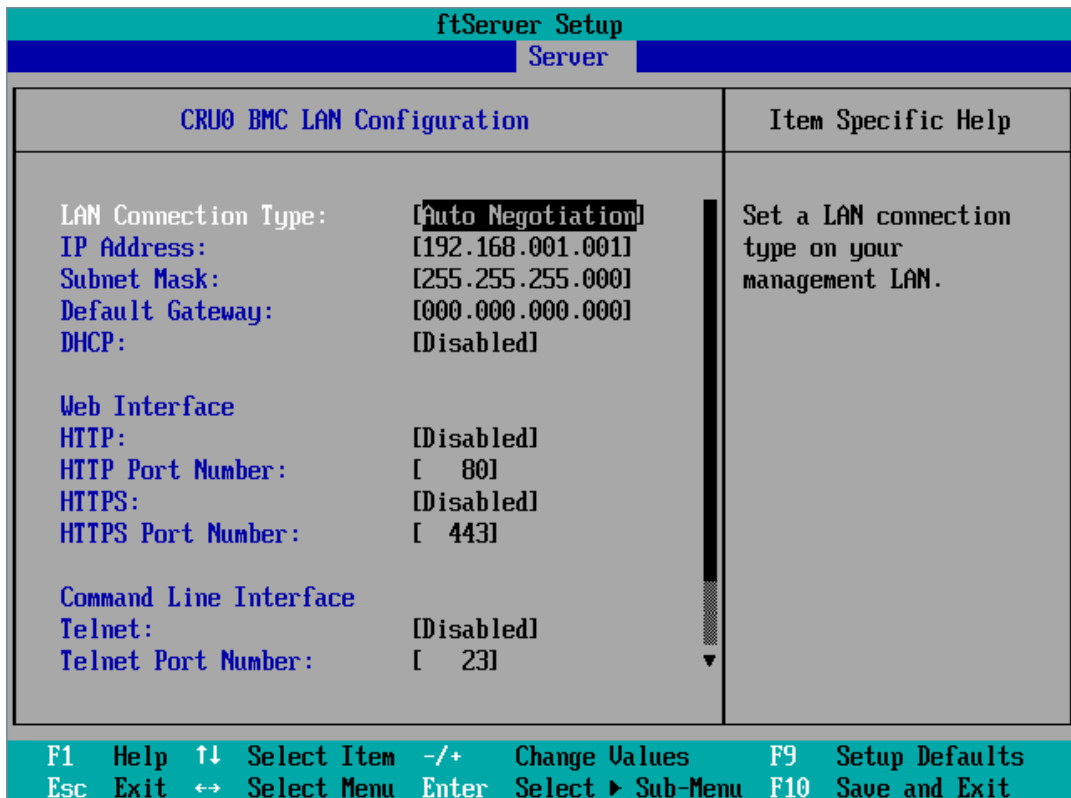 ftServer Setup
Server
CRU0 BMC LAN Configuration
Item Specific Help
LAN Connection Type: [Auto Negotiation]
IP Address: [192.168.001.001]
Subnet Mask: [255.255.255.000]
Default Gateway: [000.000.000.000]
DHCP: [Disabled]
Web Interface
HTTP: [Disabled]
HTTP Port Number: [ 80]
HTTPS: [Disabled]
HTTPS Port Number: [ 443]
Command Line Interface
Telnet: [Disabled]
Telnet Port Number: [ 23]
Set a LAN connection
type on your
management LAN.
F1 Help ↑↓ Select Item -/+ Change Values F9 Setup Defaults
Esc Exit ↔ Select Menu Enter Select ▶ Sub-Menu F10 Save and Exit